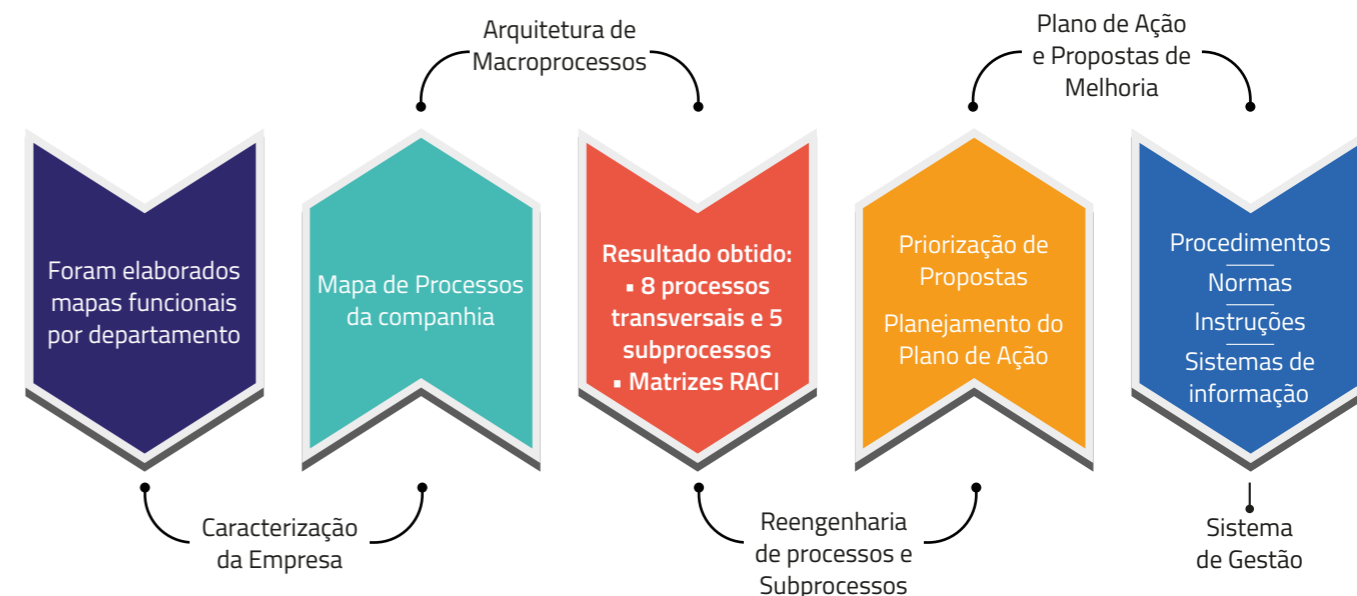 Arquitetura de
Macroprocessos
Plano de Ação
e Propostas de
Melhoria
Foram elaborados
mapas funcionais
por departamento
Mapa de Processos
da companhia
Resultado obtido:
▪ 8 processos
transversais e 5
subprocessos
▪ Matrizes RACI
Priorização de
Propostas
Planejamento do
Plano de Ação
Procedimentos
Normas
Instruções
Sistemas de
informação
Caracterização
da Empresa
Reengenharia
de processos e
Subprocessos
Sistema
de Gestão